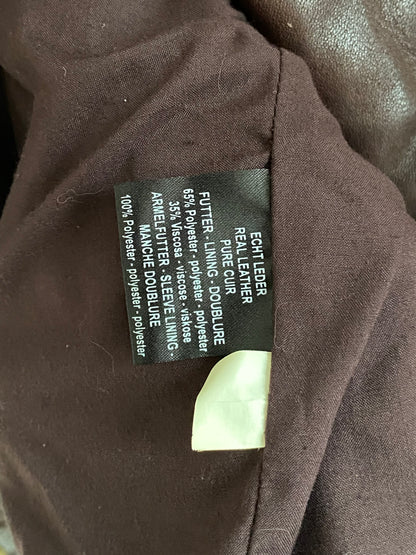 ECHT LEDER
REAL LEATHER
PURE CUIR
FUTTER - LINING - DOUBLURE
65% Polyester - polyester - polyester
35% Viscosa - viscose - viskose
ARMELFUTTER - SLEEVE LINING -
MANCHE DOUBLURE
100% Polyester - polyester - polyester